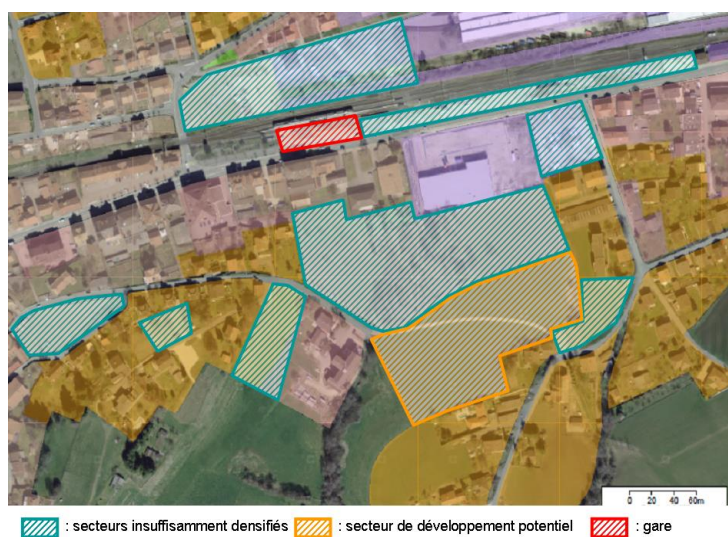 0 20 40 60m
: secteurs insuffisamment densifiés : secteur de développement potentiel : gare